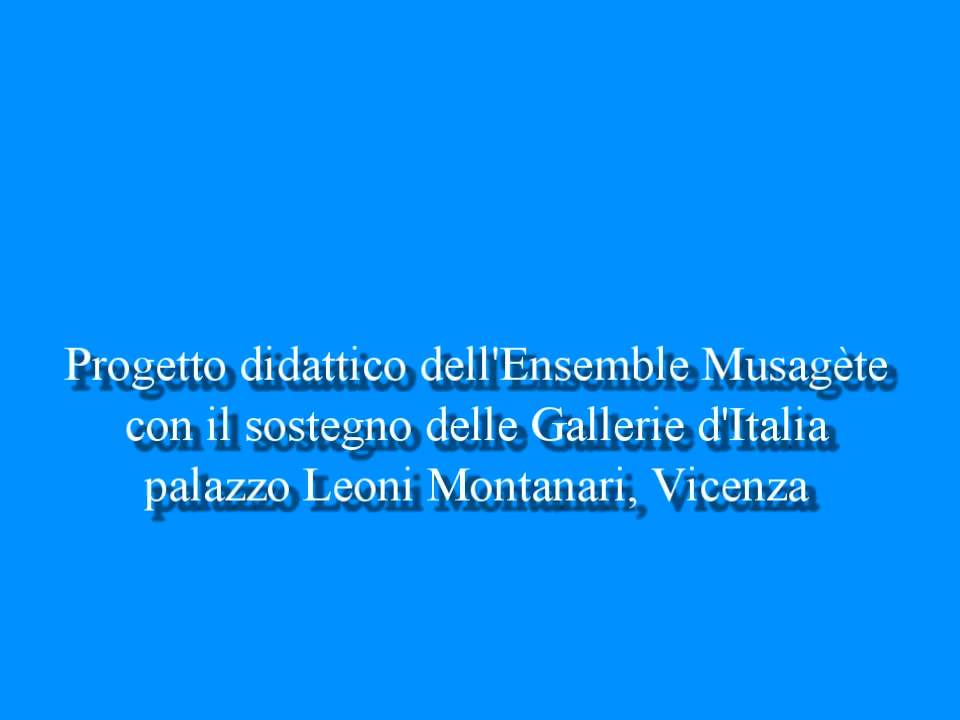 Progetto didattico dell'Ensemble Musagète
con il sostegno delle Gallerie d'Italia
palazzo Leoni Montanari, Vicenza